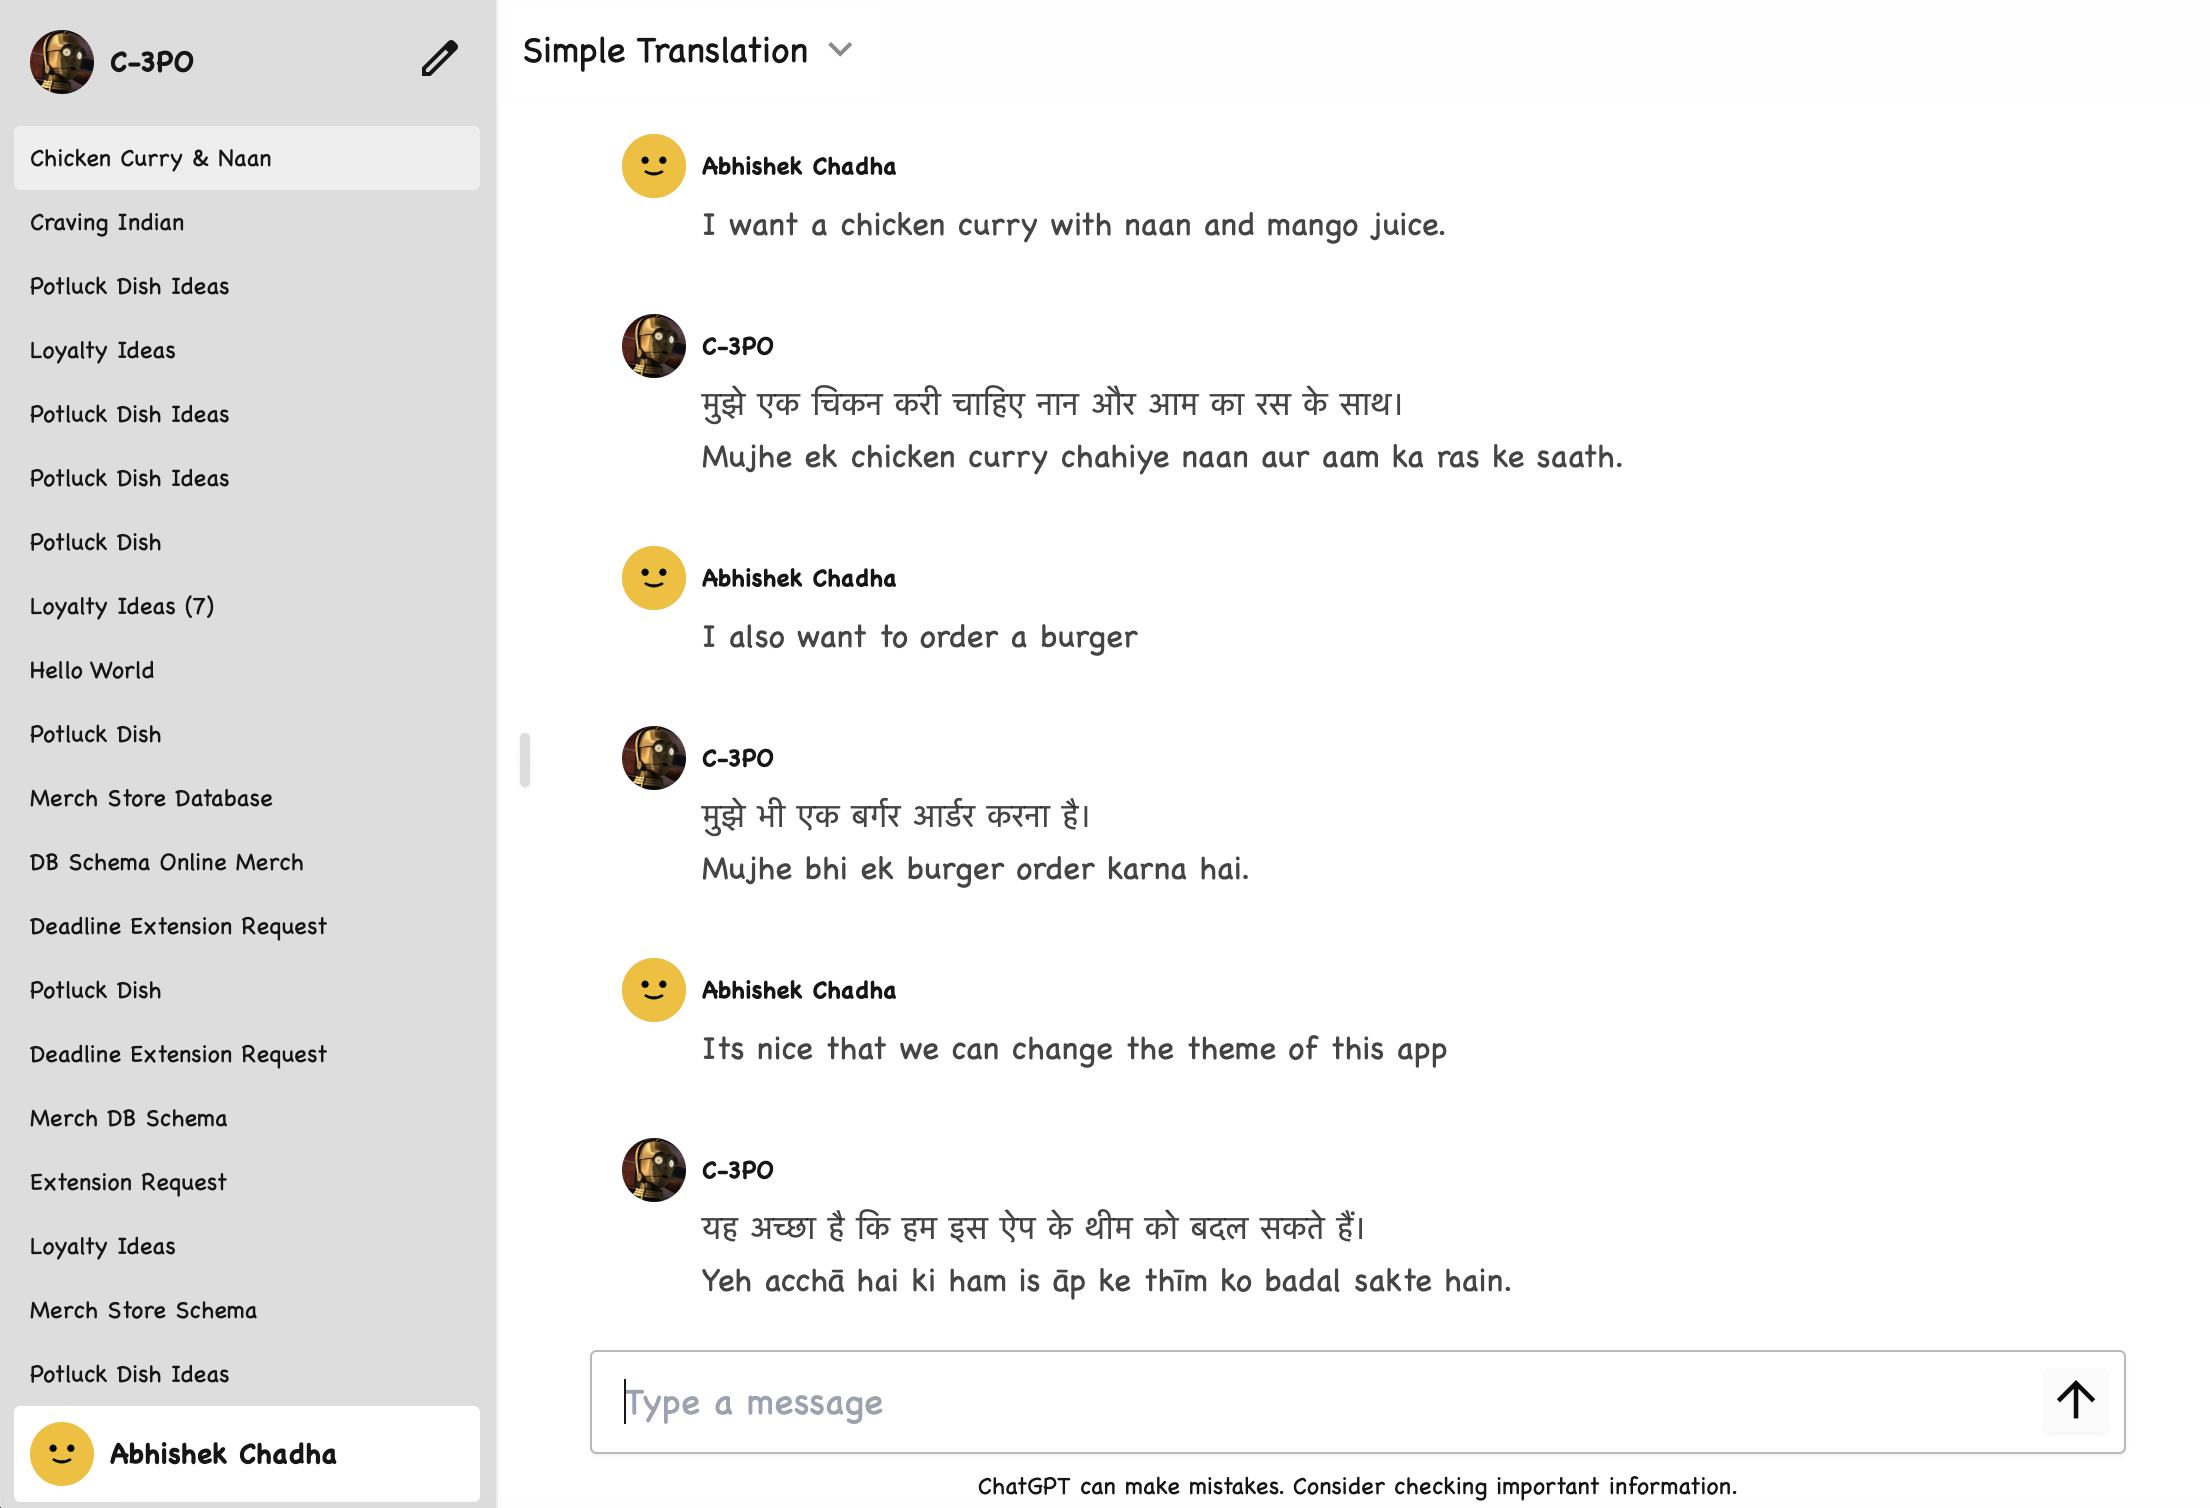 C-3PO
Chicken Curry & Naan
Craving Indian
Potluck Dish Ideas
Loyalty Ideas
Potluck Dish Ideas
Potluck Dish Ideas
Potluck Dish
Loyalty Ideas (7)
Hello World
Potluck Dish
Merch Store Database
DB Schema Online Merch
Deadline Extension Request
Potluck Dish
Deadline Extension Request
Merch DB Schema
Extension Request
Loyalty Ideas
Merch Store Schema
Potluck Dish Ideas
Abhishek Chadha
Simple Translation
Abhishek Chadha
I want a chicken curry with naan and mango juice.
C-3PO
मुझे एक चिकन करी चाहिए नान और आम का रस के साथ।
Mujhe ek chicken curry chahiye naan aur aam ka ras ke saath.
Abhishek Chadha
I also want to order a burger
C-3PO
मुझे भी एक बर्गर आर्डर करना है।
Mujhe bhi ek burger order karna hai.
Abhishek Chadha
Its nice that we can change the theme of this app
C-3PO
यह अच्छा है कि हम इस ऐप के थीम को बदल सकते हैं।
Yeh acchā hai ki ham is āp ke thīm ko badal sakte hain.
Type a message
ChatGPT can make mistakes. Consider checking important information.